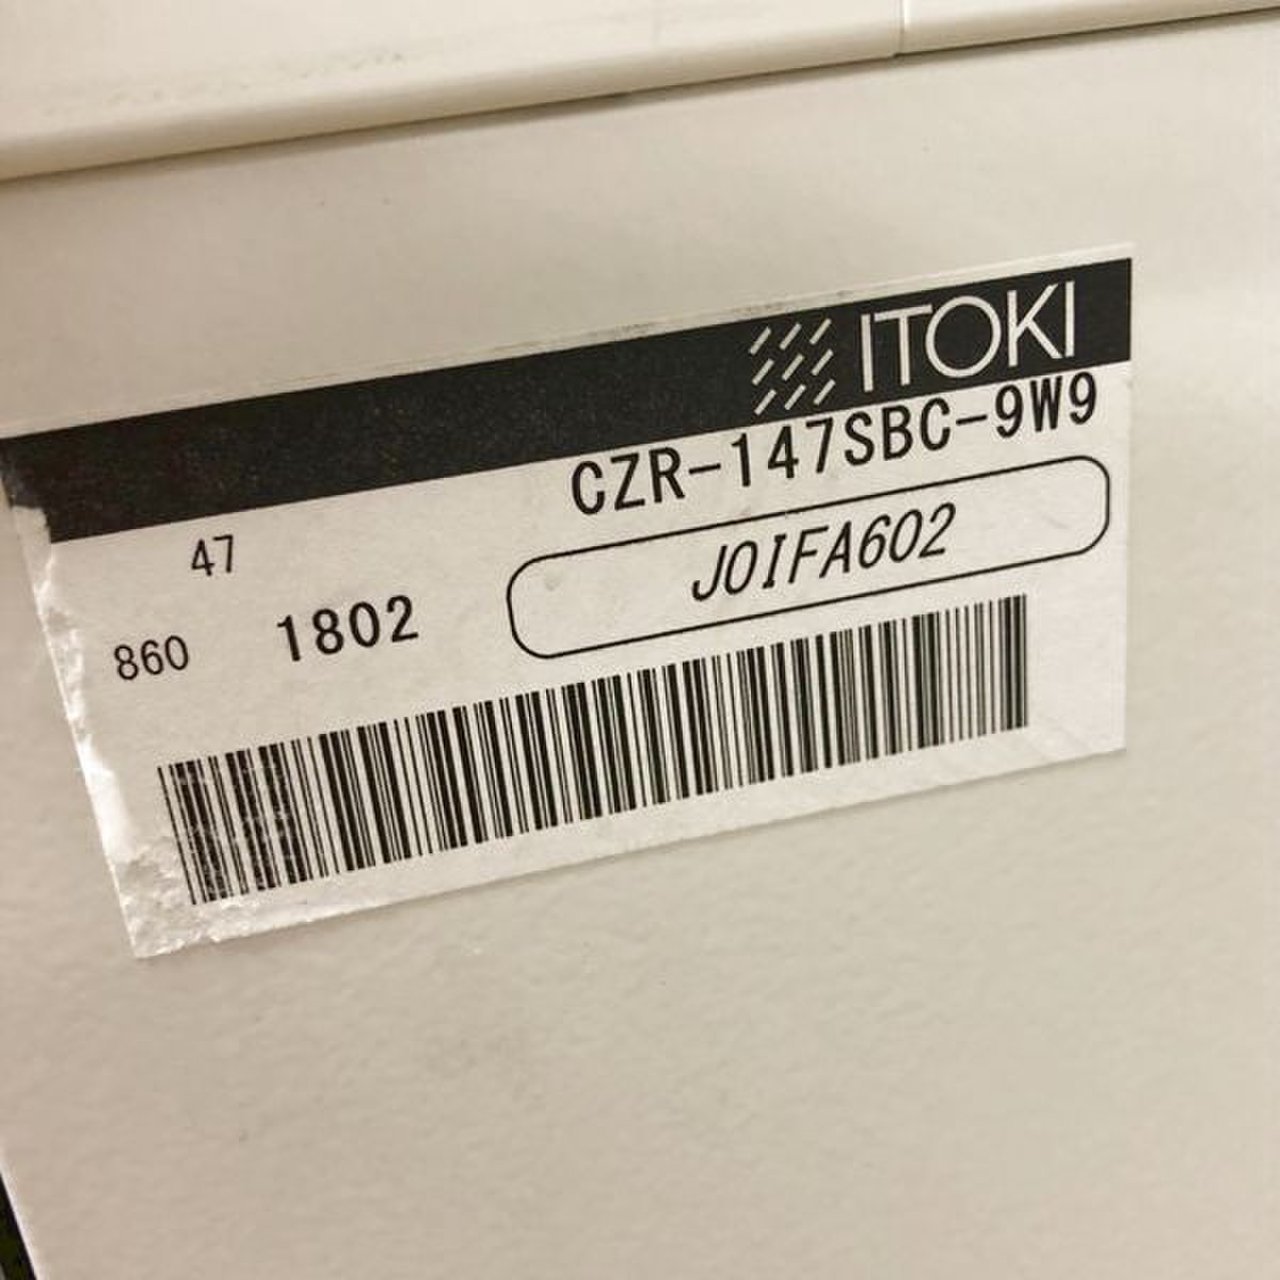 ITOKI
CZR-147SBC-9W9
47
J0IFA602
860
1802